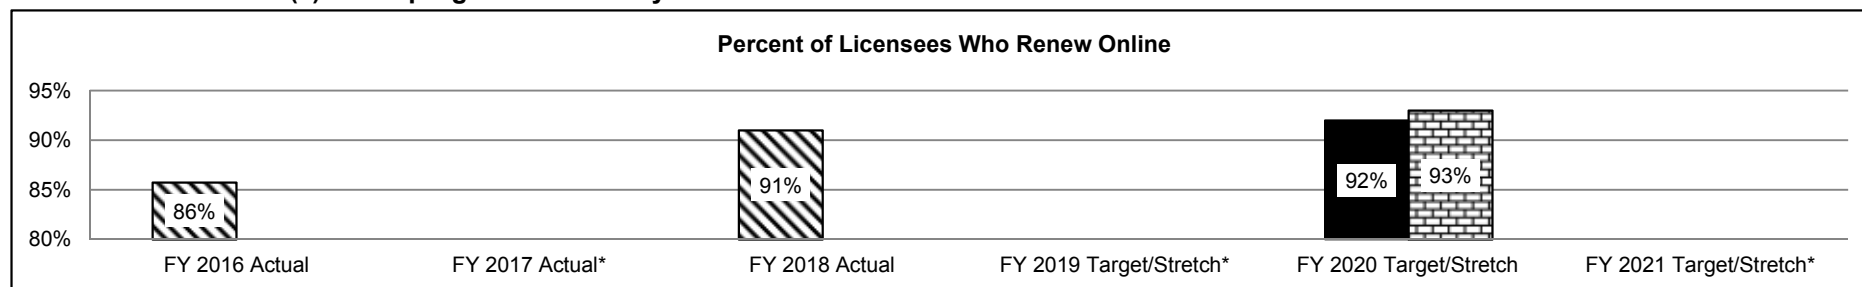 Percent of Licensees Who Renew Online
95%
90%
85%
80%
86%
91%
92%
93%
FY 2016 Actual
FY 2017 Actual*
FY 2018 Actual
FY 2019 Target/Stretch*
FY 2020 Target/Stretch
FY 2021 Target/Stretch*